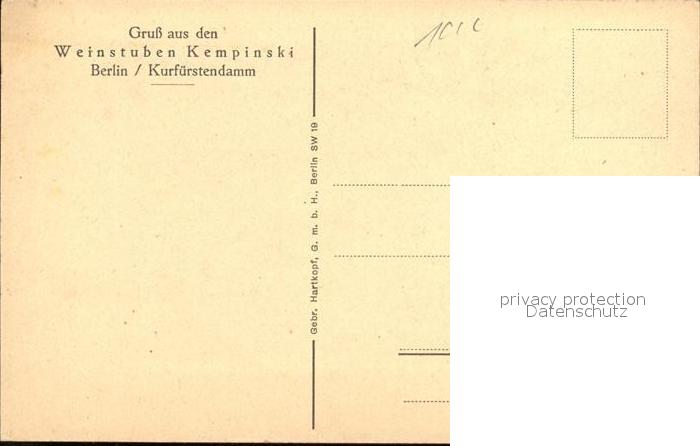 Gruß aus den
Weinstuben Kempinski
Berlin / Kurfürstendamm
Gebr. Hartkopf, G. m. b. H., Berlin SW 19
privacy protection
Datenschutz